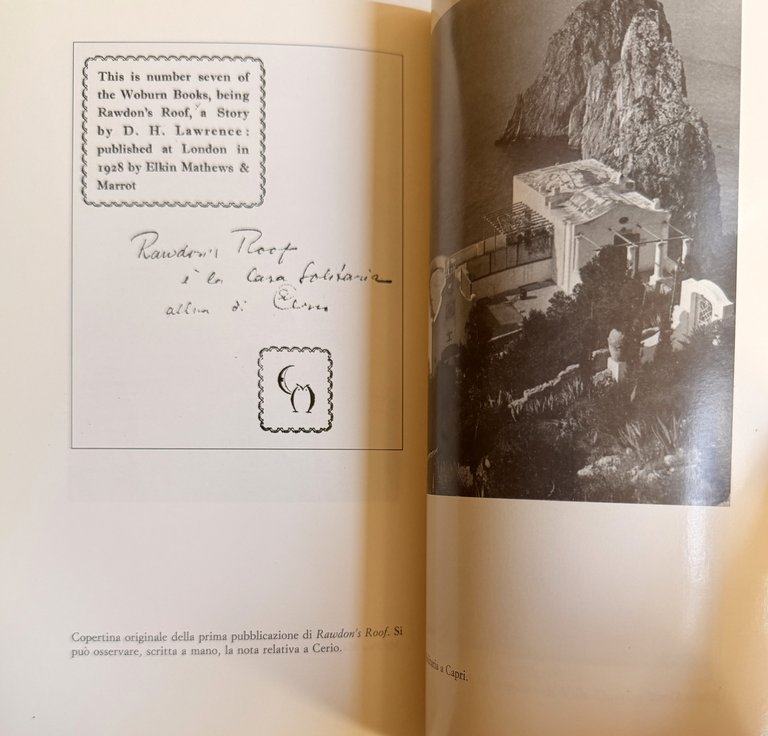 This is number seven of
the Woburn Books, being
Rawdon's Roof, a Story
by D. H. Lawrence :
published at London in
1928 by Elkin Mathews &
Marrot
Rawdon's Roof
è la Casa Solitaria
di
Copertina originale della prima pubblicazione di Rawdon's Roof. Si
può osservare, scritta a mano, la nota relativa a Cerio.
a Capri.